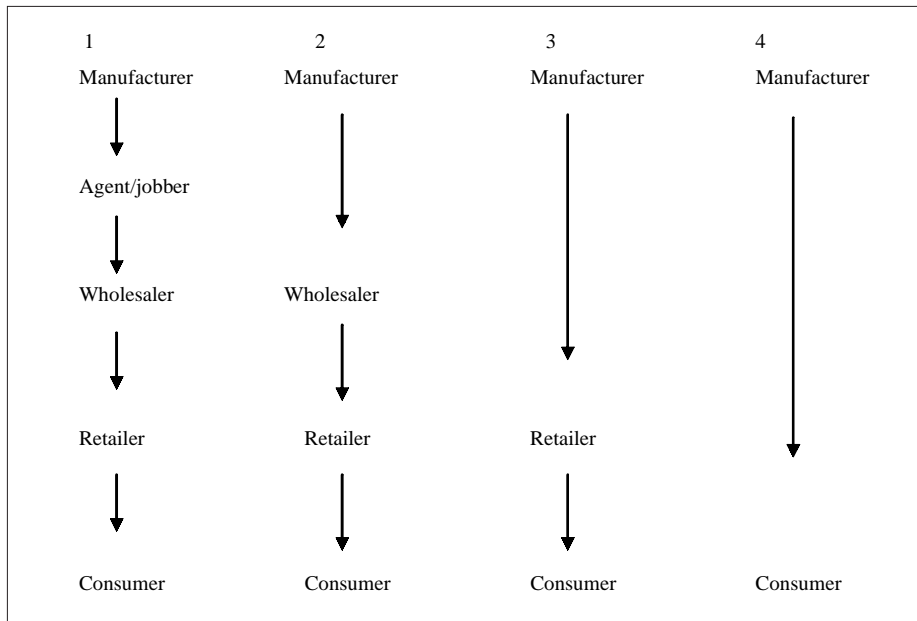 1 2 3 4
Manufacturer Manufacturer Manufacturer Manufacturer
Agent/jobber
Wholesaler Wholesaler
Retailer Retailer Retailer
Consumer Consumer Consumer Consumer